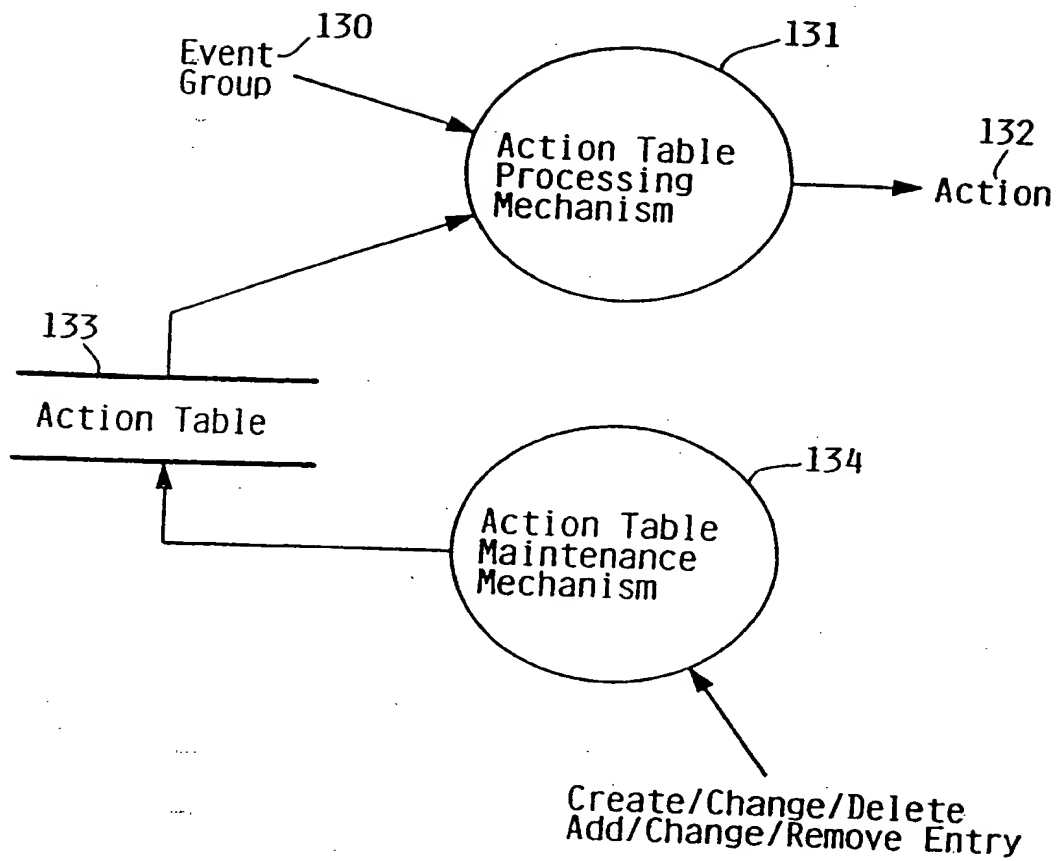 130
Event
Group
131
Action Table
Processing
Mechanism
132
Action
133
Action Table
134
Action Table
Maintenance
Mechanism
Create/Change/Delete
Add/Change/Remove Entry